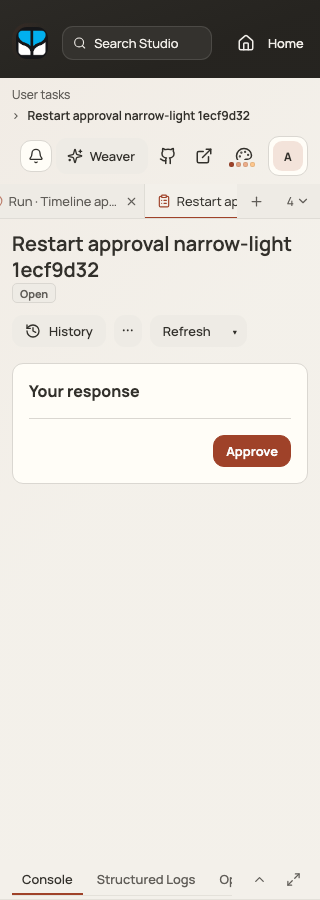 Search Studio
Home
User tasks
› Restart approval narrow-light 1ecf9d32
Weaver
A
Run · Timeline ap...
Restart ap
4
Restart approval narrow-light
1ecf9d32
Open
History
...
Refresh
Your response
Approve
Console
Structured Logs
Op